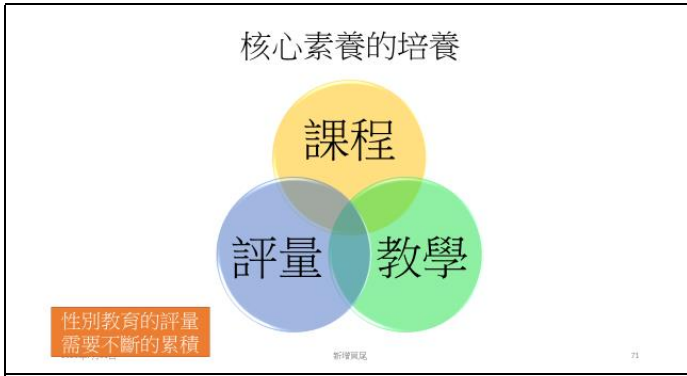 核心素養的培養
課程
評量
教學
性別教育的評量
需要不斷的累積
新增頁尾
71